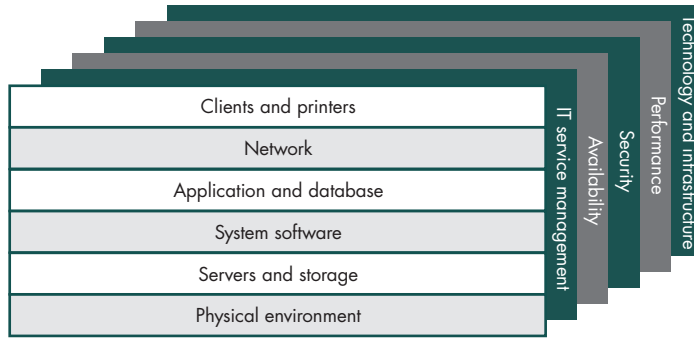 Clients and printers
Network
Application and database
System software
Servers and storage
Physical environment
IT service management
Availability
Security
Performance
Technology and infrastructure